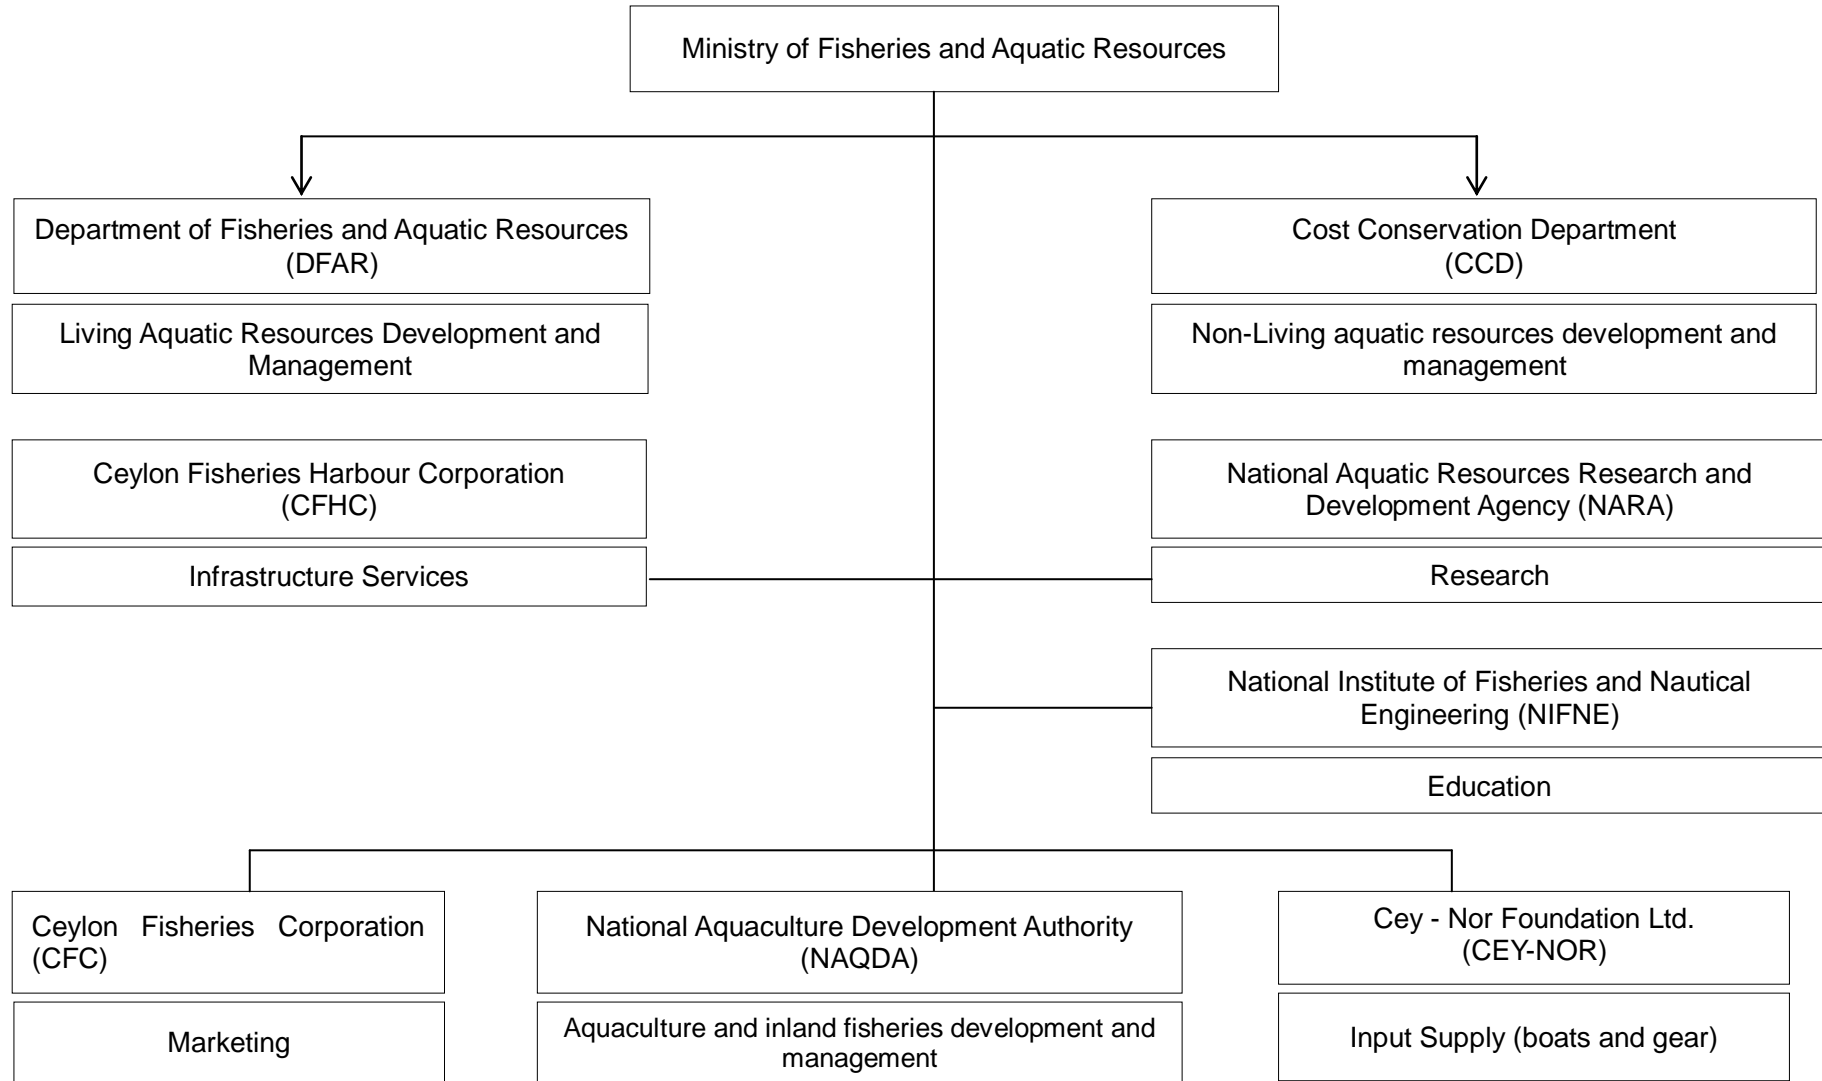 Ministry of Fisheries and Aquatic Resources
Department of Fisheries and Aquatic Resources
(DFAR)
Cost Conservation Department
(CCD)
Living Aquatic Resources Development and
Management
Non-Living aquatic resources development and
management
Ceylon Fisheries Harbour Corporation
(CFHC)
National Aquatic Resources Research and
Development Agency (NARA)
Infrastructure Services
Research
National Institute of Fisheries and Nautical
Engineering (NIFNE)
Education
Ceylon Fisheries Corporation
(CFC)
National Aquaculture Development Authority
(NAQDA)
Cey - Nor Foundation Ltd.
(CEY-NOR)
Marketing
Aquaculture and inland fisheries development and
management
Input Supply (boats and gear)